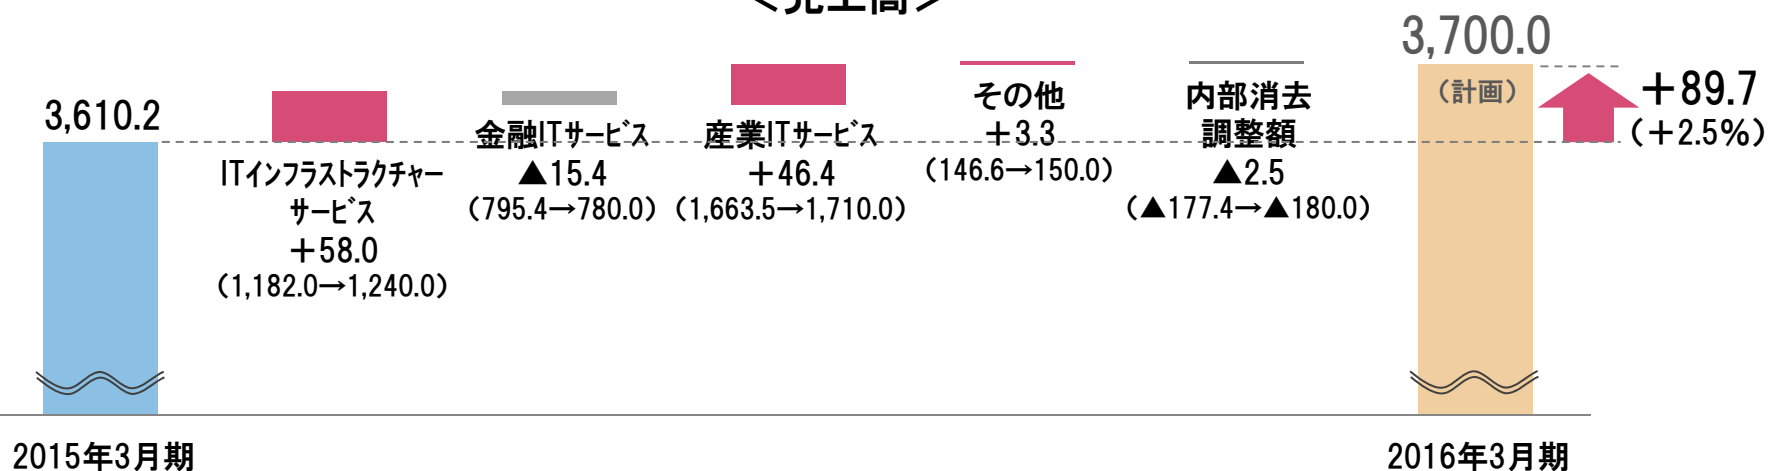 ＜売上高＞
3,610.2
ITインフラストラクチャー
サービス
＋58.0
（1,182.0→1,240.0）
金融ITサービス
▲15.4
（795.4→780.0）
産業ITサービス
＋46.4
（1,663.5→1,710.0）
その他
＋3.3
（146.6→150.0）
内部消去
調整額
▲2.5
（▲177.4→▲180.0）
3,700.0
（計画）
＋89.7
（＋2.5%）
2015年3月期
2016年3月期